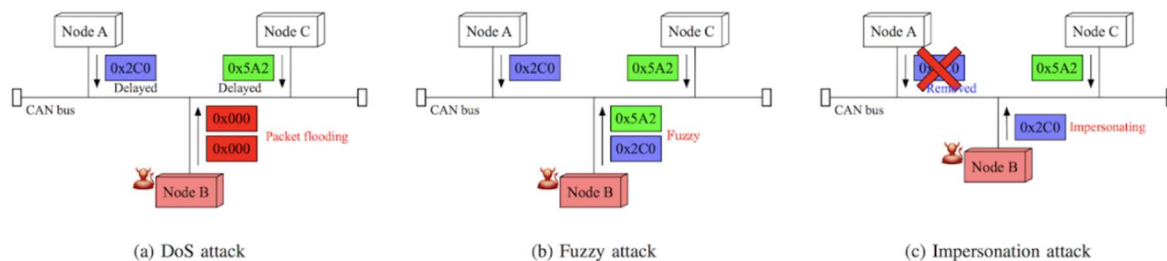 Node A
Node C
0x2C0
0x5A2
Delayed
Delayed
CAN bus
0x000
Packet flooding
0x000
Node B
(a) DoS attack
Node A
Node C
0x2C0
0x5A2
CAN bus
0x5A2
Fuzzy
0x2C0
Node B
(b) Fuzzy attack
Node A
Node C
0x5A2
Removed
CAN bus
0x2C0
Impersonating
Node B
(c) Impersonation attack